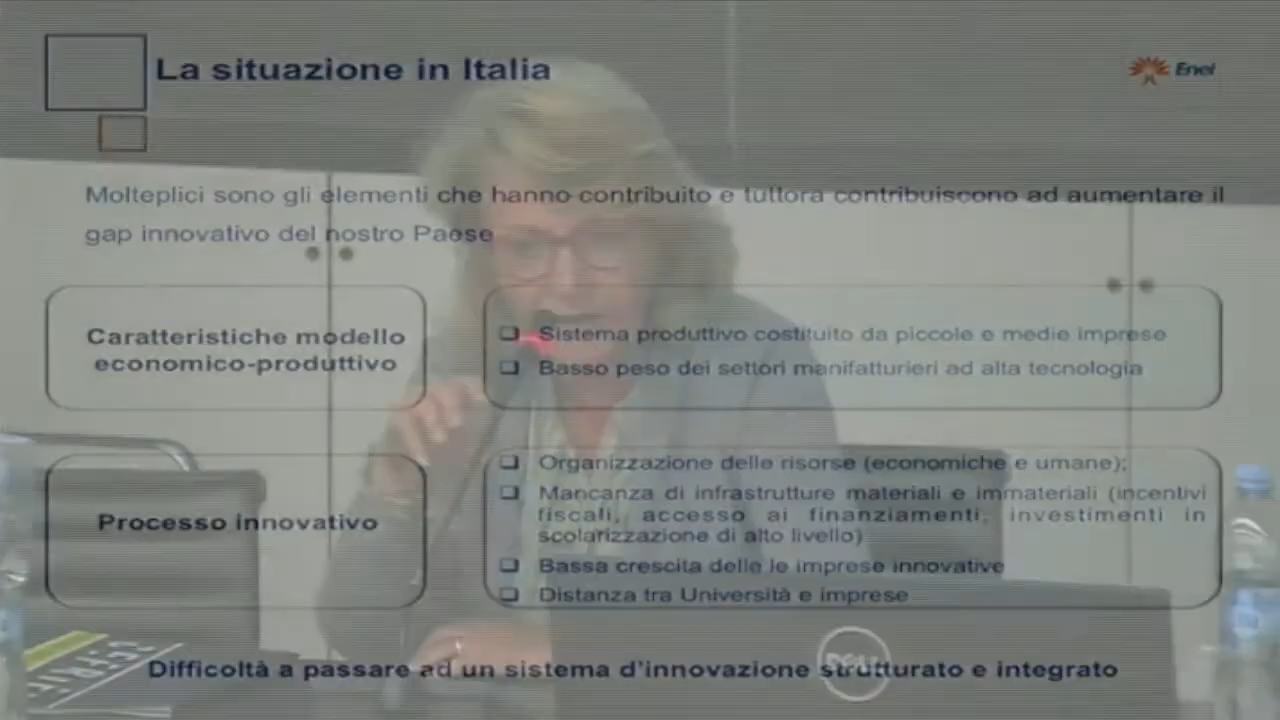 La situazione in Italia
Enel
Molteplici sono gli elementi che hanno contribuito e tuttora contribuiscono ad aumentare il
gap innovativo del nostro Paese
Caratteristiche modello
economico-produttivo
❑ Sistema produttivo costituito da piccole e medie imprese
❑ Basso peso dei settori manifatturieri ad alta tecnologia
Processo innovativo
❑ Organizzazione delle risorse (economiche e umane);
❑ Mancanza di infrastrutture materiali e immateriali (incentivi
fiscali, accesso ai finanziamenti, investimenti in
scolarizzazione di alto livello)
❑ Bassa crescita delle le imprese innovative
❑ Distanza tra Università e imprese
Difficoltà a passare ad un sistema d'innovazione strutturato e integrato
DELL